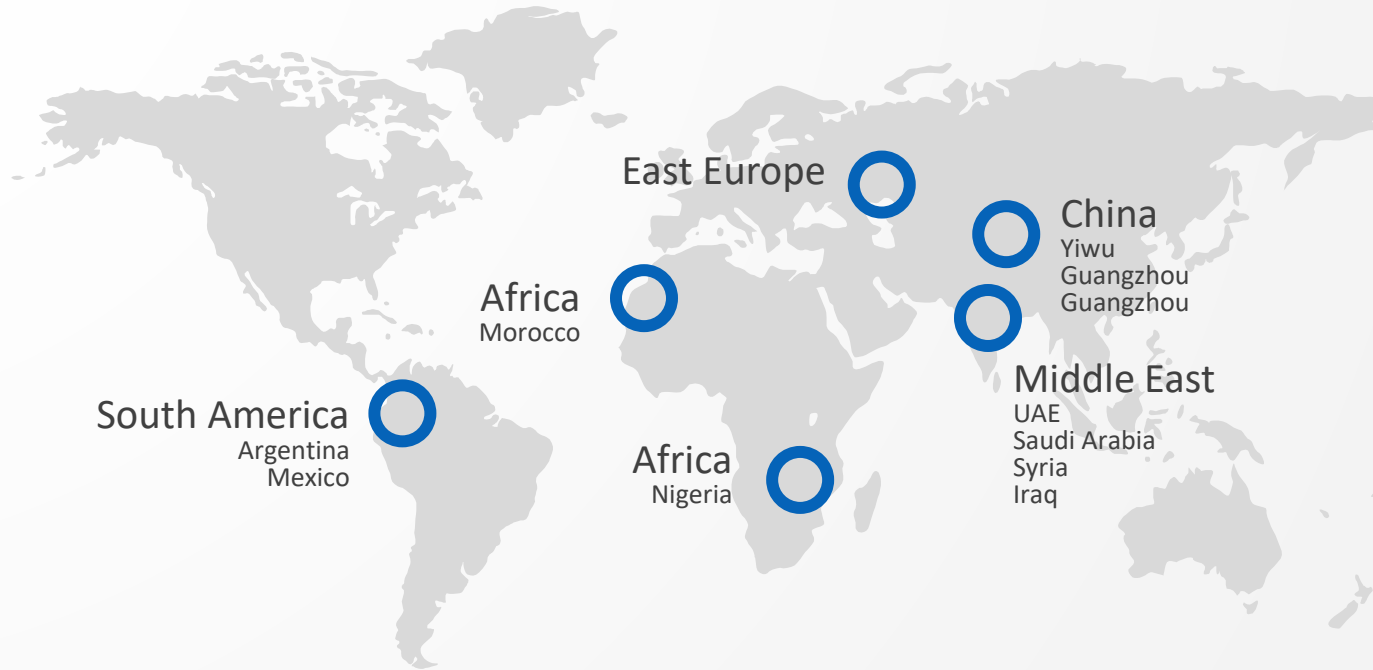 East Europe
China
Yiwu
Guangzhou
Guangzhou
Africa
Morocco
Middle East
UAE
Saudi Arabia
Syria
Iraq
South America
Argentina
Mexico
Africa
Nigeria